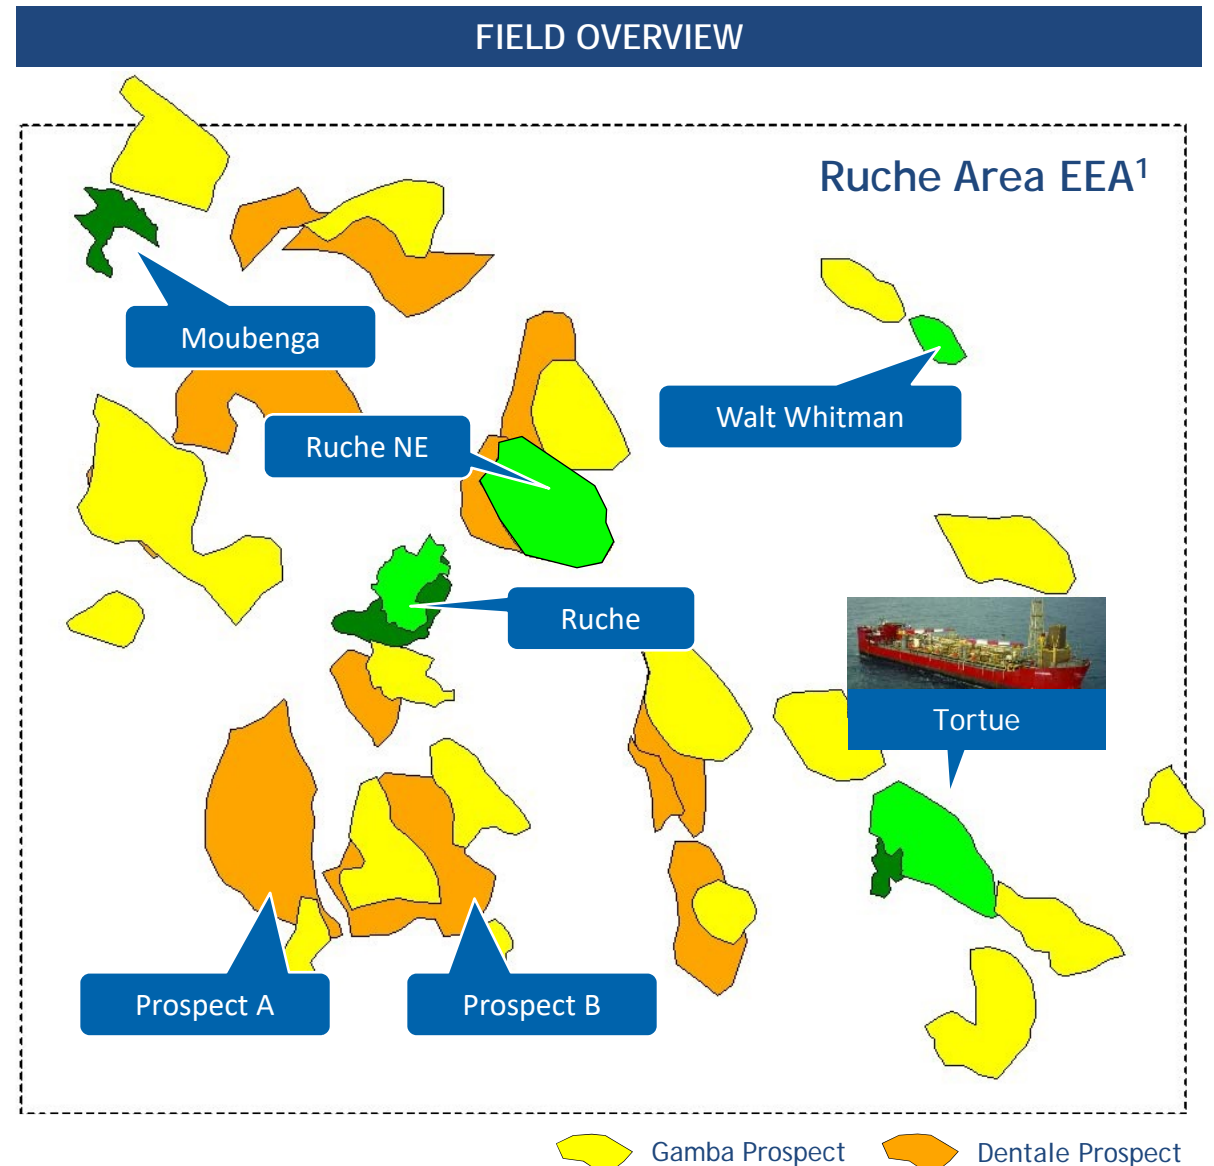 FIELD OVERVIEW
Ruche Area EEA¹
Moubenga
Walt Whitman
Ruche NE
Ruche
Tortue
Prospect A
Prospect B
Gamba Prospect
Dentale Prospect